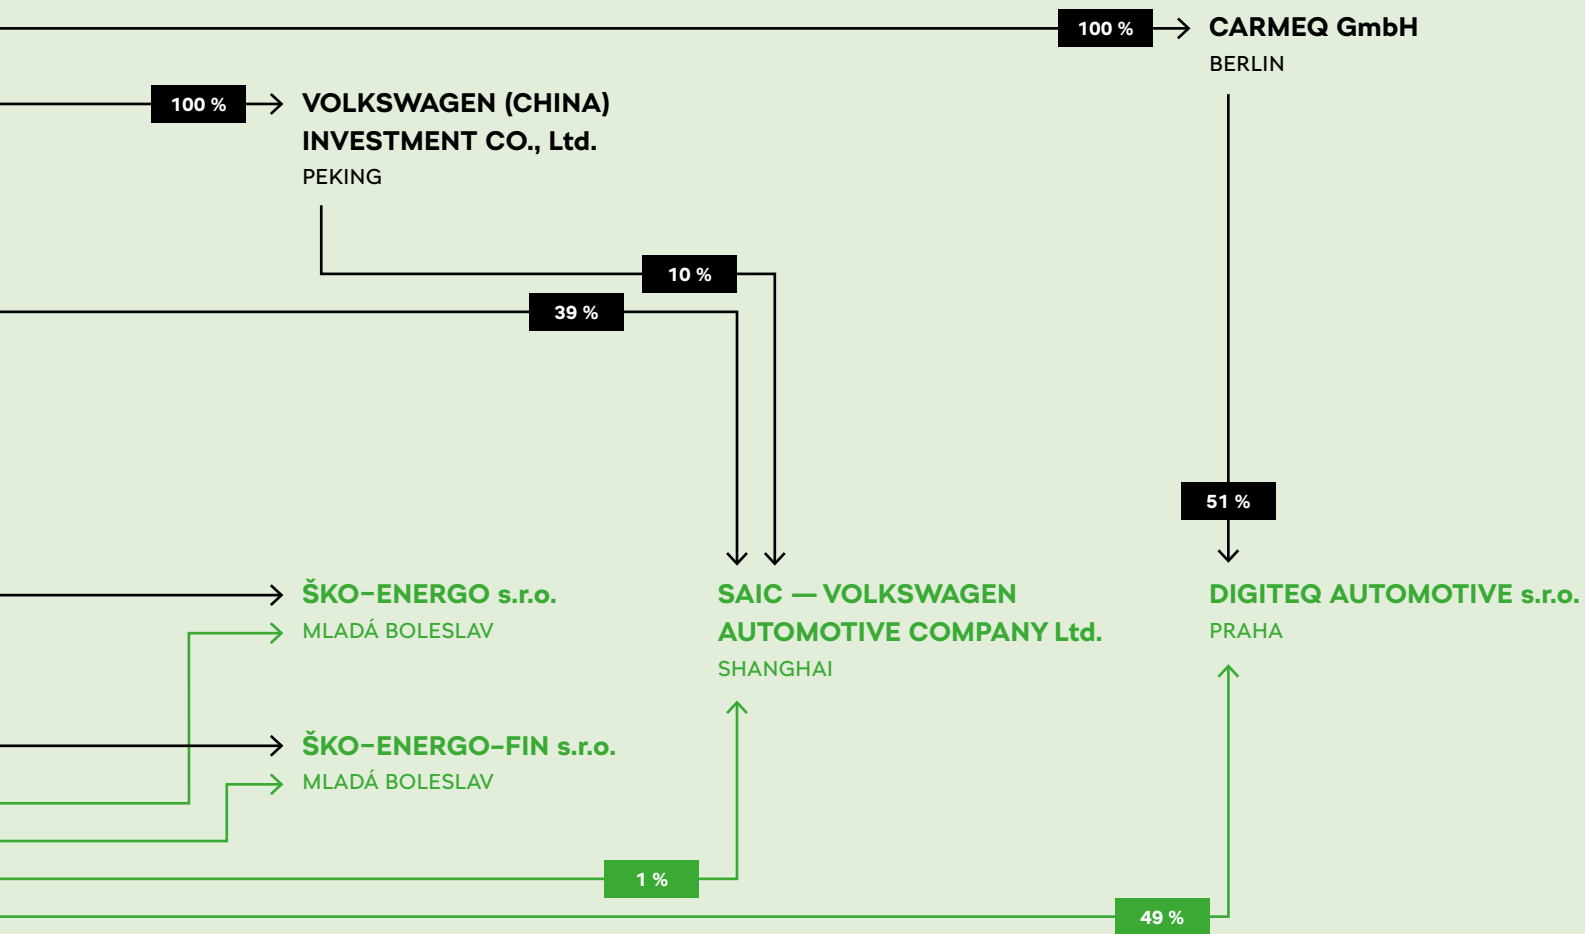 100 %
CARMEQ GmbH
BERLIN
100 %
VOLKSWAGEN (CHINA)
INVESTMENT CO., Ltd.
PEKING
10 %
39 %
51 %
ŠKO–ENERGO s.r.o.
MLADÁ BOLESLAV
SAIC — VOLKSWAGEN
AUTOMOTIVE COMPANY Ltd.
SHANGHAI
DIGITEQ AUTOMOTIVE s.r.o.
PRAHA
ŠKO–ENERGO–FIN s.r.o.
MLADÁ BOLESLAV
1 %
49 %